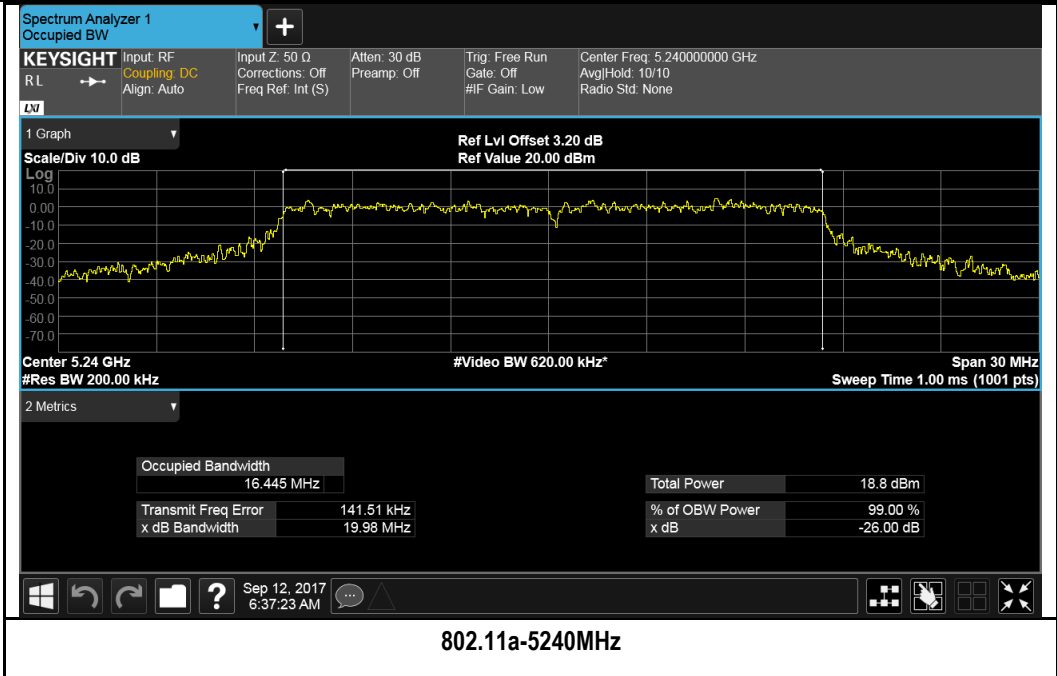 Spectrum Analyzer 1
Occupied BW
+
KEYSIGHT Input: RF Input Z: 50 Ω Atten: 30 dB Trig: Free Run Center Freq: 5.240000000 GHz
R L Coupling: DC Corrections: Off Preamp: Off Gate: Off Avg|Hold: 10/10
Align: Auto Freq Ref: Int (S) #IF Gain: Low Radio Std: None
LXI
1 Graph
Ref Lvl Offset 3.20 dB
Scale/Div 10.0 dB Ref Value 20.00 dBm
Log
10.0
0.00
-10.0
-20.0
-30.0
-40.0
-50.0
-60.0
-70.0
Center 5.24 GHz #Video BW 620.00 kHz* Span 30 MHz
#Res BW 200.00 kHz Sweep Time 1.00 ms (1001 pts)
2 Metrics
Occupied Bandwidth
16.445 MHz Total Power 18.8 dBm
Transmit Freq Error 141.51 kHz % of OBW Power 99.00 %
x dB Bandwidth 19.98 MHz x dB -26.00 dB
? Sep 12, 2017
6:37:23 AM
802.11a-5240MHz